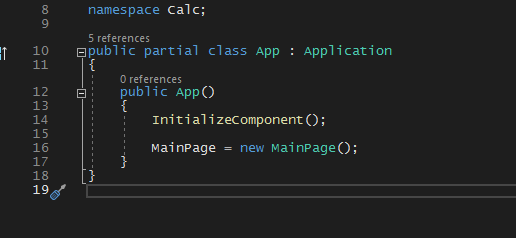 8 namespace Calc;
9
5 references
10 public partial class App : Application
11 {
0 references
12 public App()
13 {
14 InitializeComponent();
15
16 MainPage = new MainPage();
17 }
18 }
19